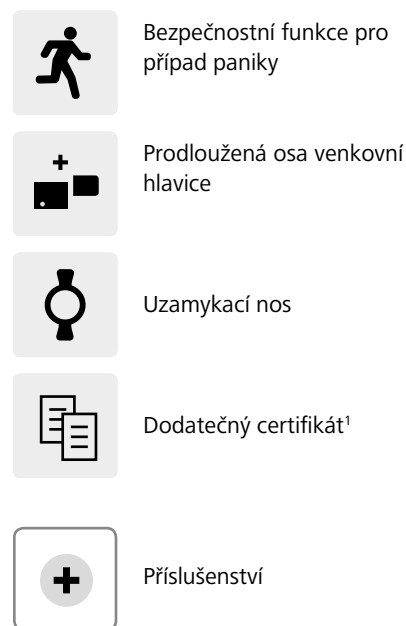 Bezpečnostní funkce pro
případ paniky
Prodloužená osa venkovní
hlavice
Uzamykací nos
Dodatečný certifikát¹
Příslušenství